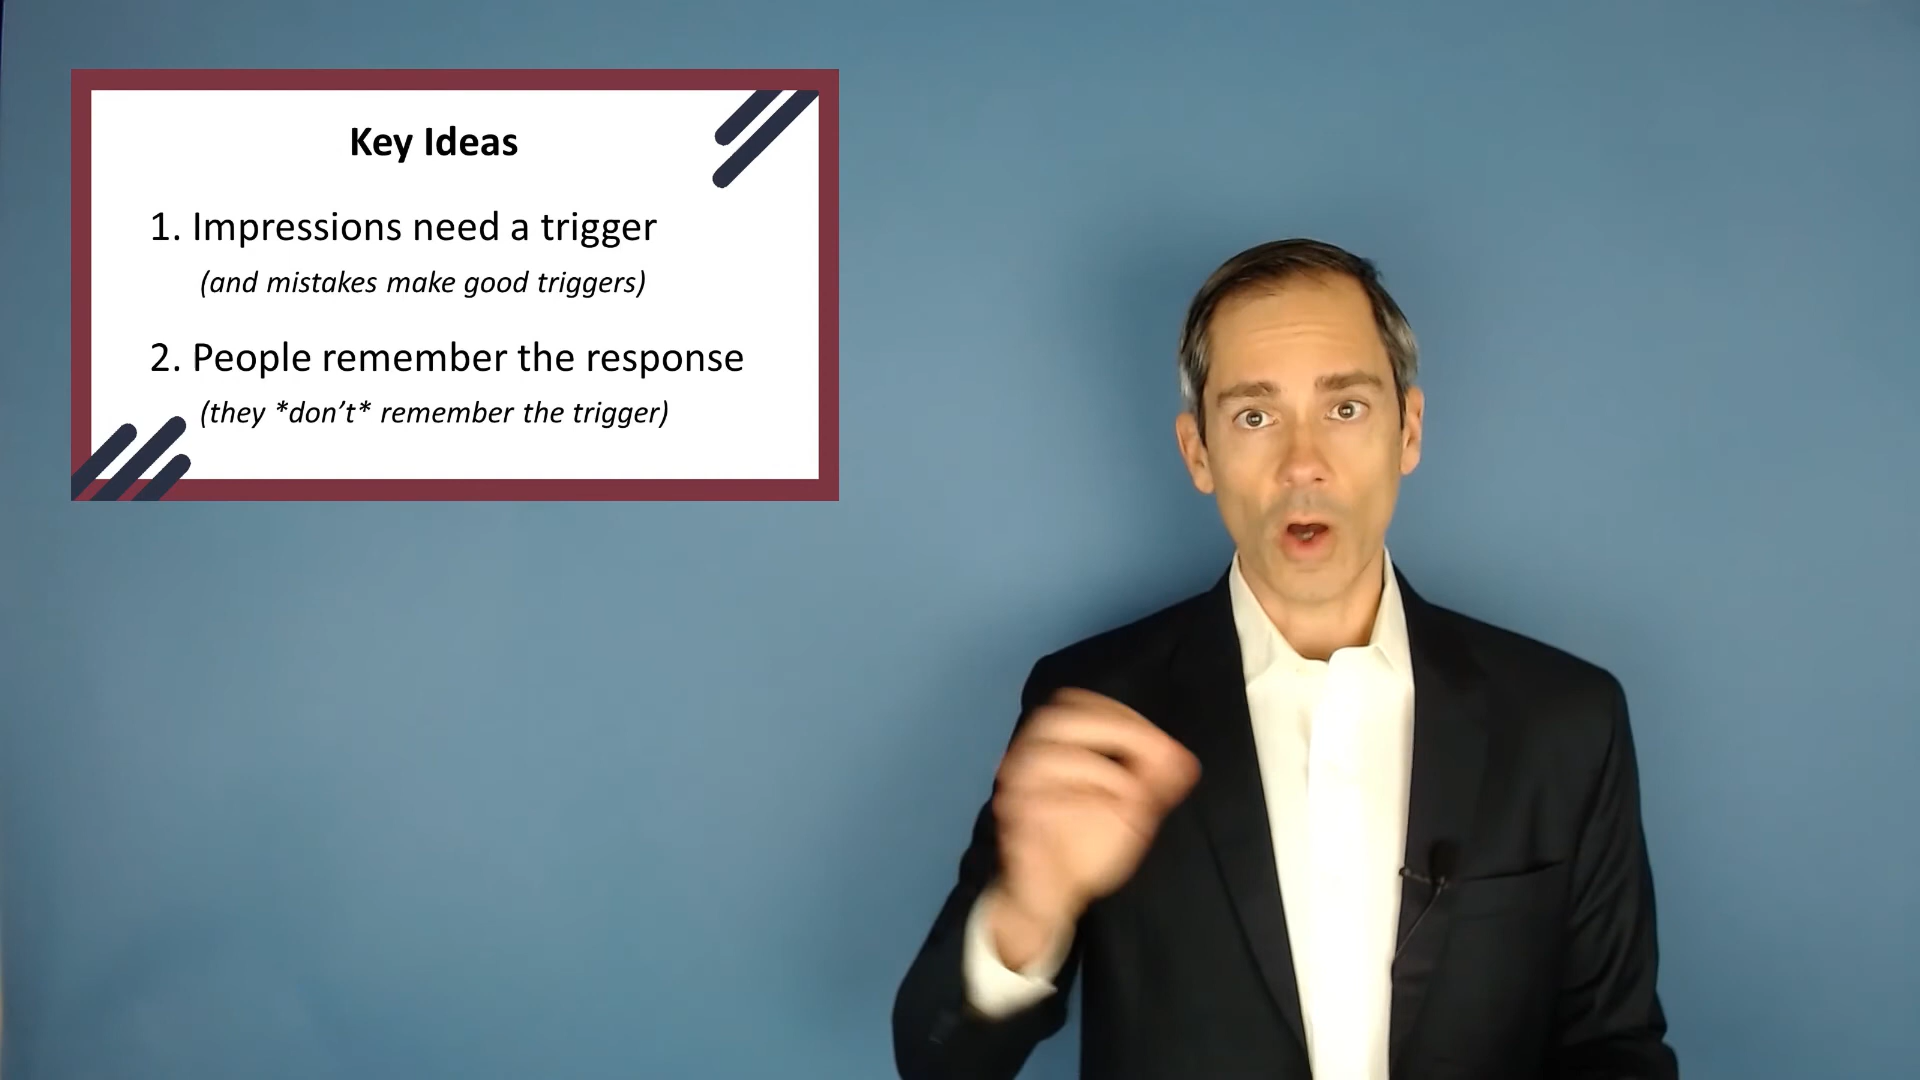 Key Ideas
1. Impressions need a trigger
(and mistakes make good triggers)
2. People remember the response
(they *don’t* remember the trigger)